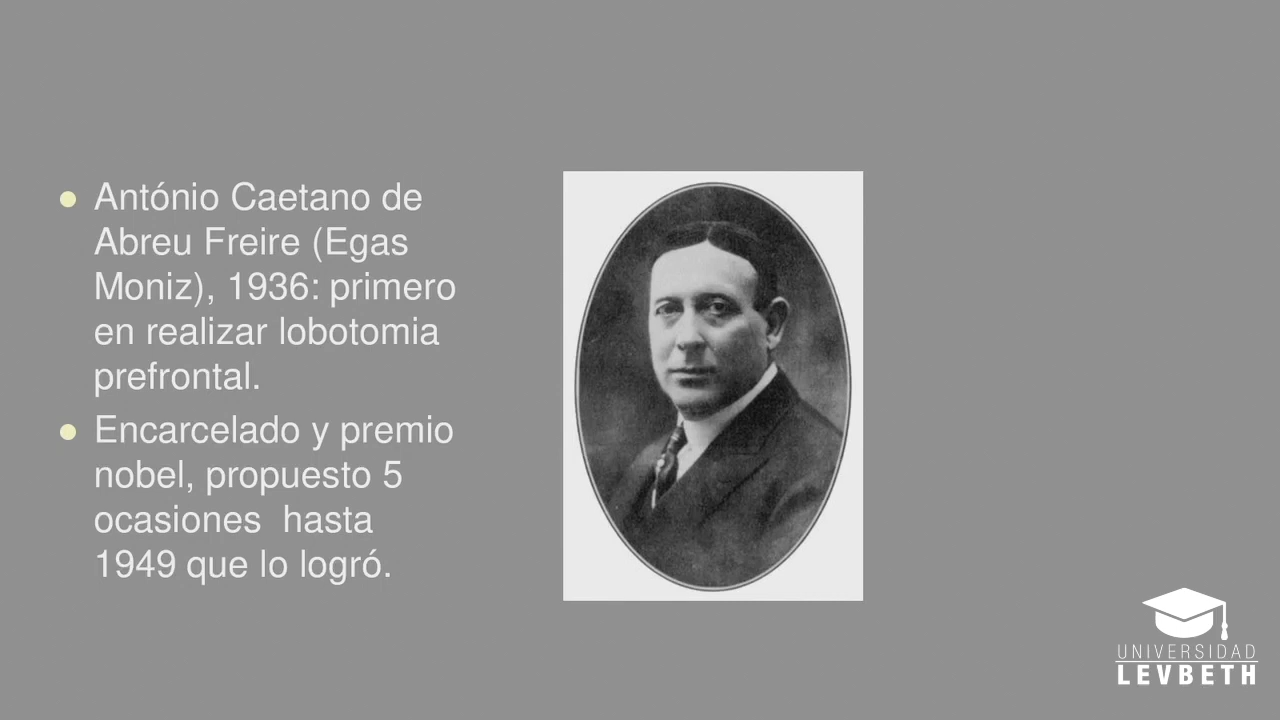 António Caetano de
Abreu Freire (Egas
Moniz), 1936: primero
en realizar lobotomia
prefrontal.
Encarcelado y premio
nobel, propuesto 5
ocasiones  hasta
1949 que lo logró.
UNIVERSIDAD
LEVBETH